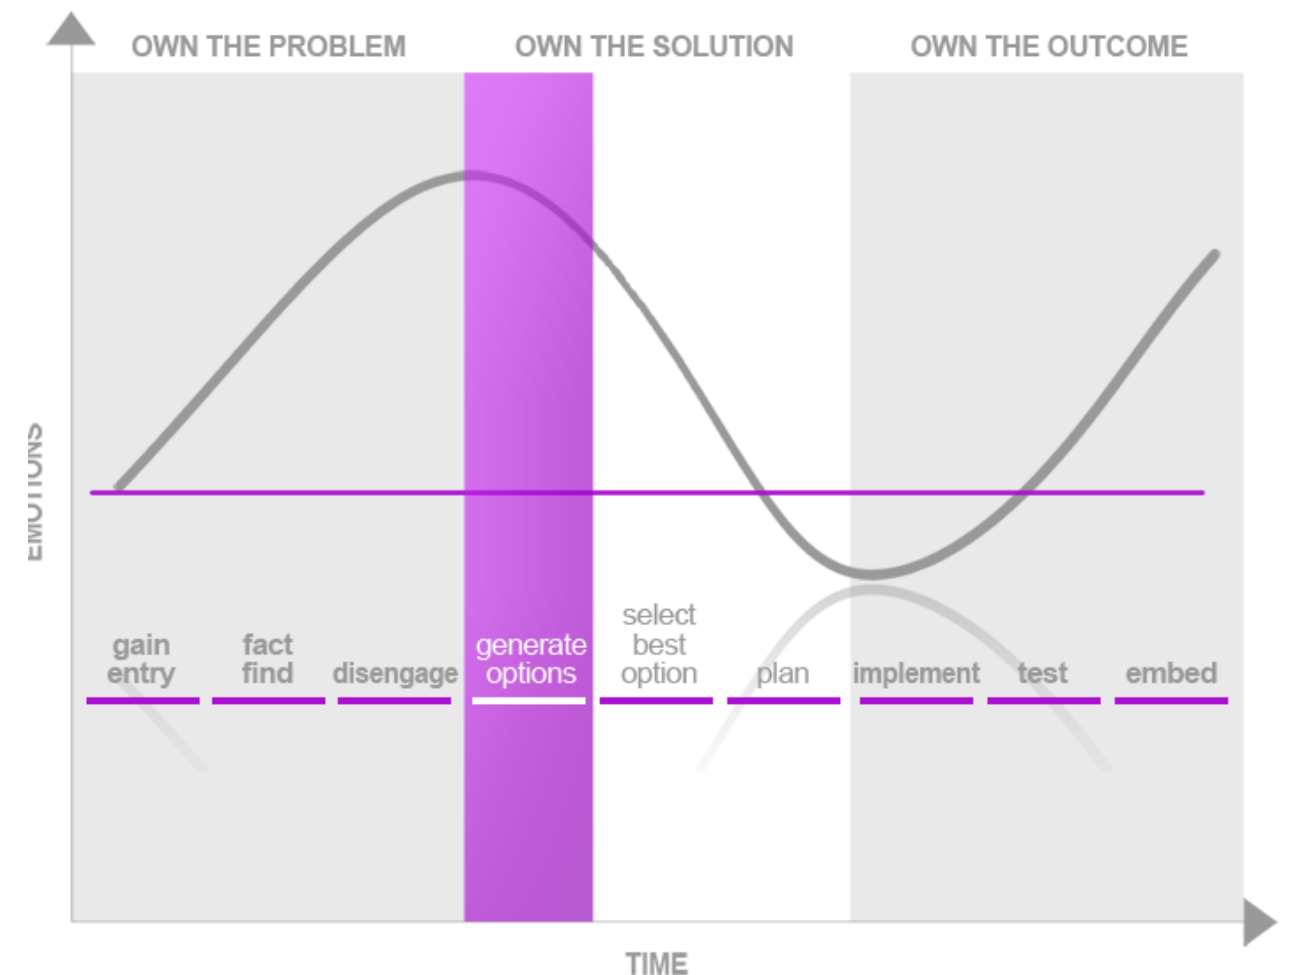 OWN THE PROBLEM
OWN THE SOLUTION
OWN THE OUTCOME
EMOTIONS
gain
entry
fact
find
disengage
generate
options
select
best
option
plan
implement
test
embed
TIME